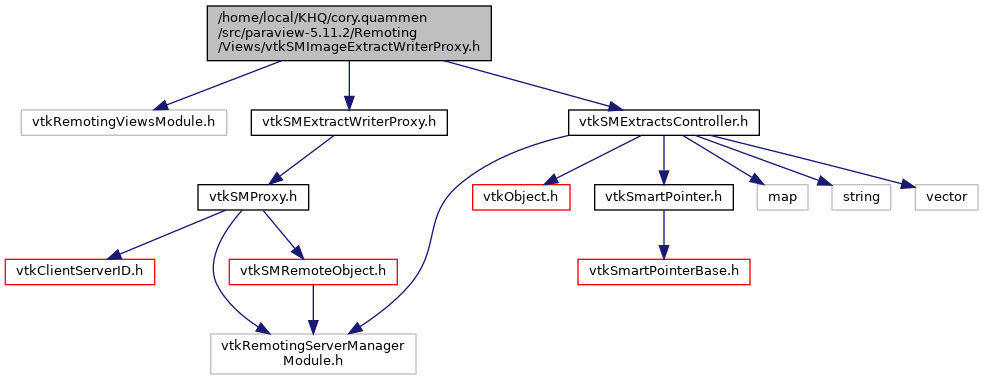 /home/local/KHQ/cory.quammen
/src/paraview-5.11.2/Remoting
/Views/vtkSMImageExtractWriterProxy.h
vtkRemotingViewsModule.h
vtkSMExtractWriterProxy.h
vtkSMExtractsController.h
vtkSMProxy.h
vtkObject.h
vtkSmartPointer.h
map
string
vector
vtkClientServerID.h
vtkSMRemoteObject.h
vtkSmartPointerBase.h
vtkRemotingServerManager
Module.h